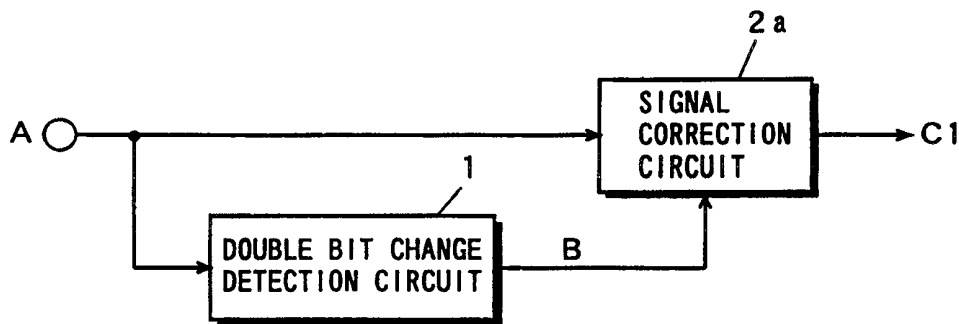 2a
SIGNAL
CORRECTION
CIRCUIT
A
C1
1
DOUBLE BIT CHANGE
DETECTION CIRCUIT
B